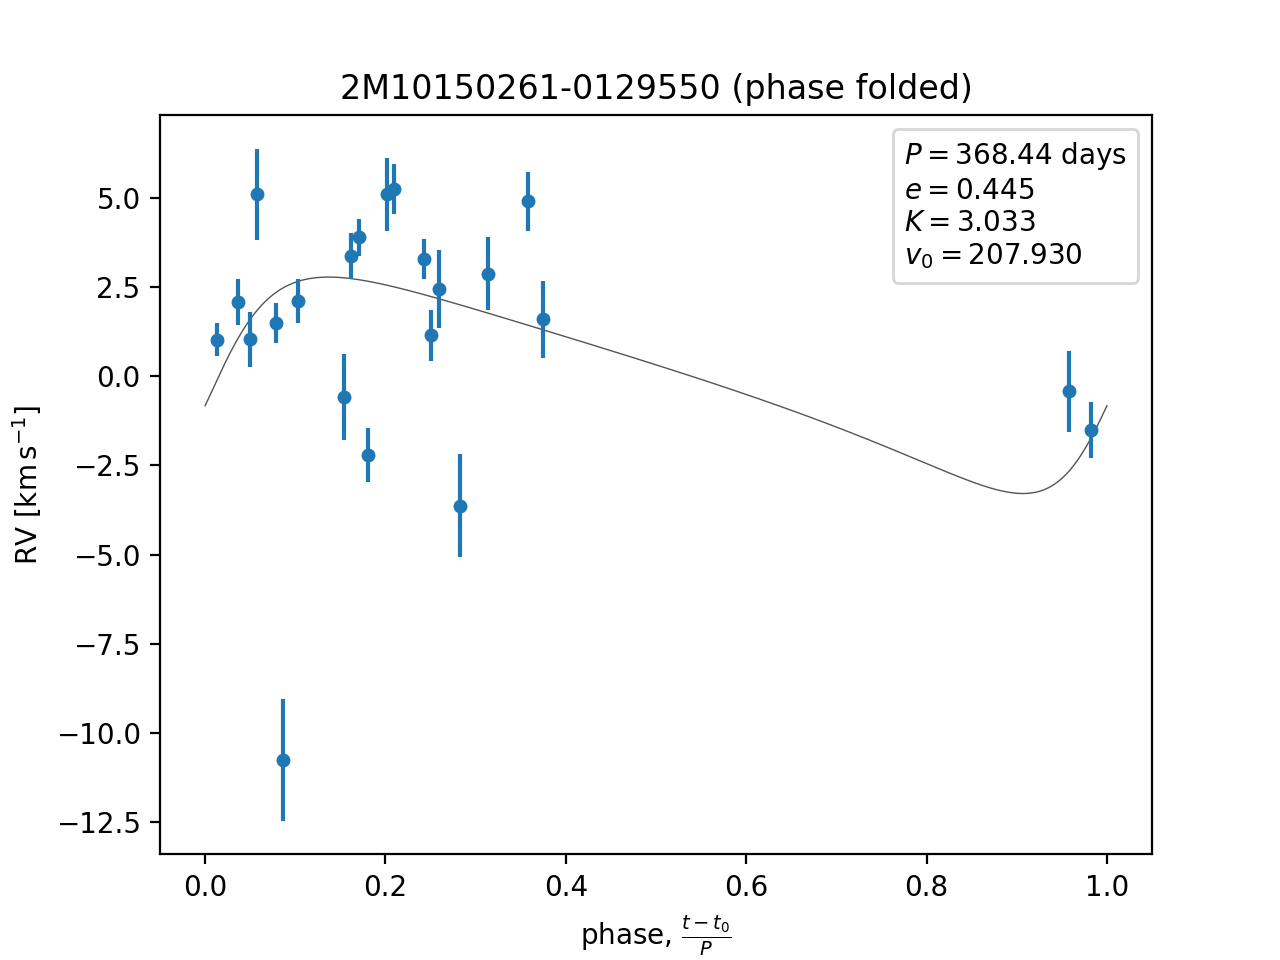 2M10150261-0129550 (phase folded)
P = 368.44 days
e = 0.445
K = 3.033
v₀ = 207.930
RV [km s⁻¹]
5.0
2.5
0.0
−2.5
−5.0
−7.5
−10.0
−12.5
0.0 0.2 0.4 0.6 0.8 1.0
phase, (t − t₀)/P